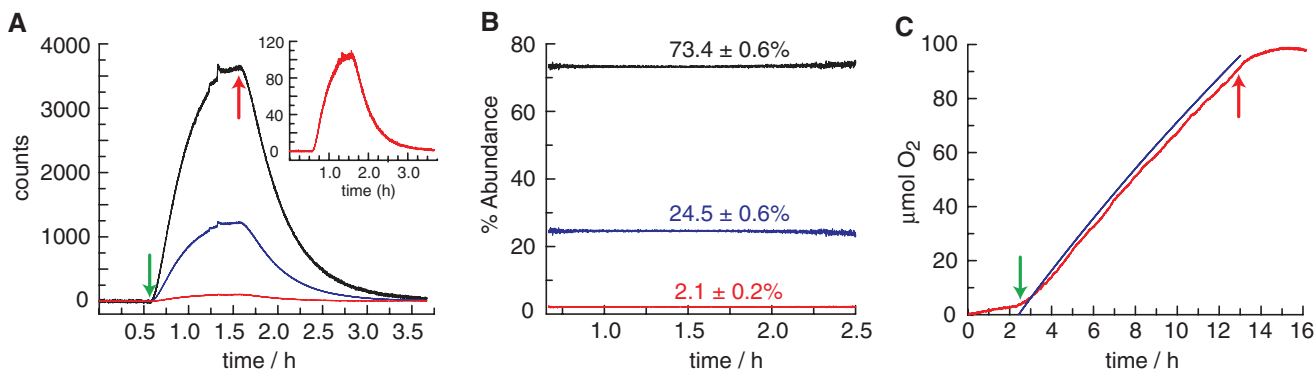 A
4000
3000
2000
1000
0
counts
0.5 1.0 1.5 2.0 2.5 3.0 3.5
time / h
120
80
40
0
1.0 2.0 3.0
time (h)
B
80
60
40
20
0
% Abundance
73.4 ± 0.6%
24.5 ± 0.6%
2.1 ± 0.2%
1.0 1.5 2.0 2.5
time / h
C
100
80
60
40
20
0
μmol O₂
0 2 4 6 8 10 12 14 16
time / h